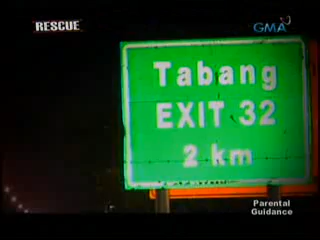 RESCUE
GMA
Tabang
EXIT 32
2 km
Parental
Guidance